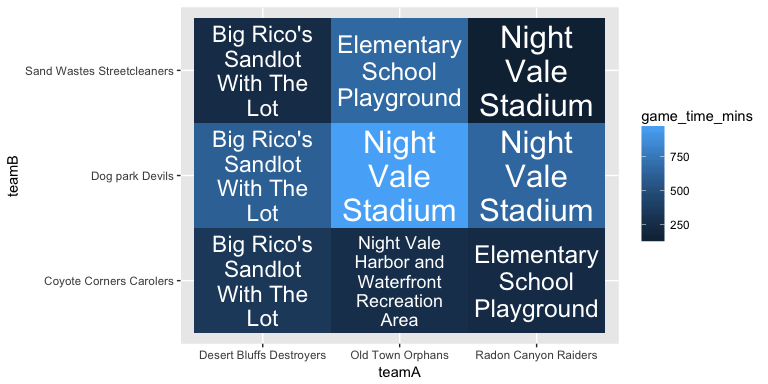 teamB
Sand Wastes Streetcleaners
Dog park Devils
Coyote Corners Carolers
Big Rico's
Sandlot
With The
Lot
Elementary
School
Playground
Night
Vale
Stadium
Big Rico's
Sandlot
With The
Lot
Night
Vale
Stadium
Night
Vale
Stadium
Big Rico's
Sandlot
With The
Lot
Night Vale
Harbor and
Waterfront
Recreation
Area
Elementary
School
Playground
Desert Bluffs Destroyers
Old Town Orphans
Radon Canyon Raiders
teamA
game_time_mins
750
500
250